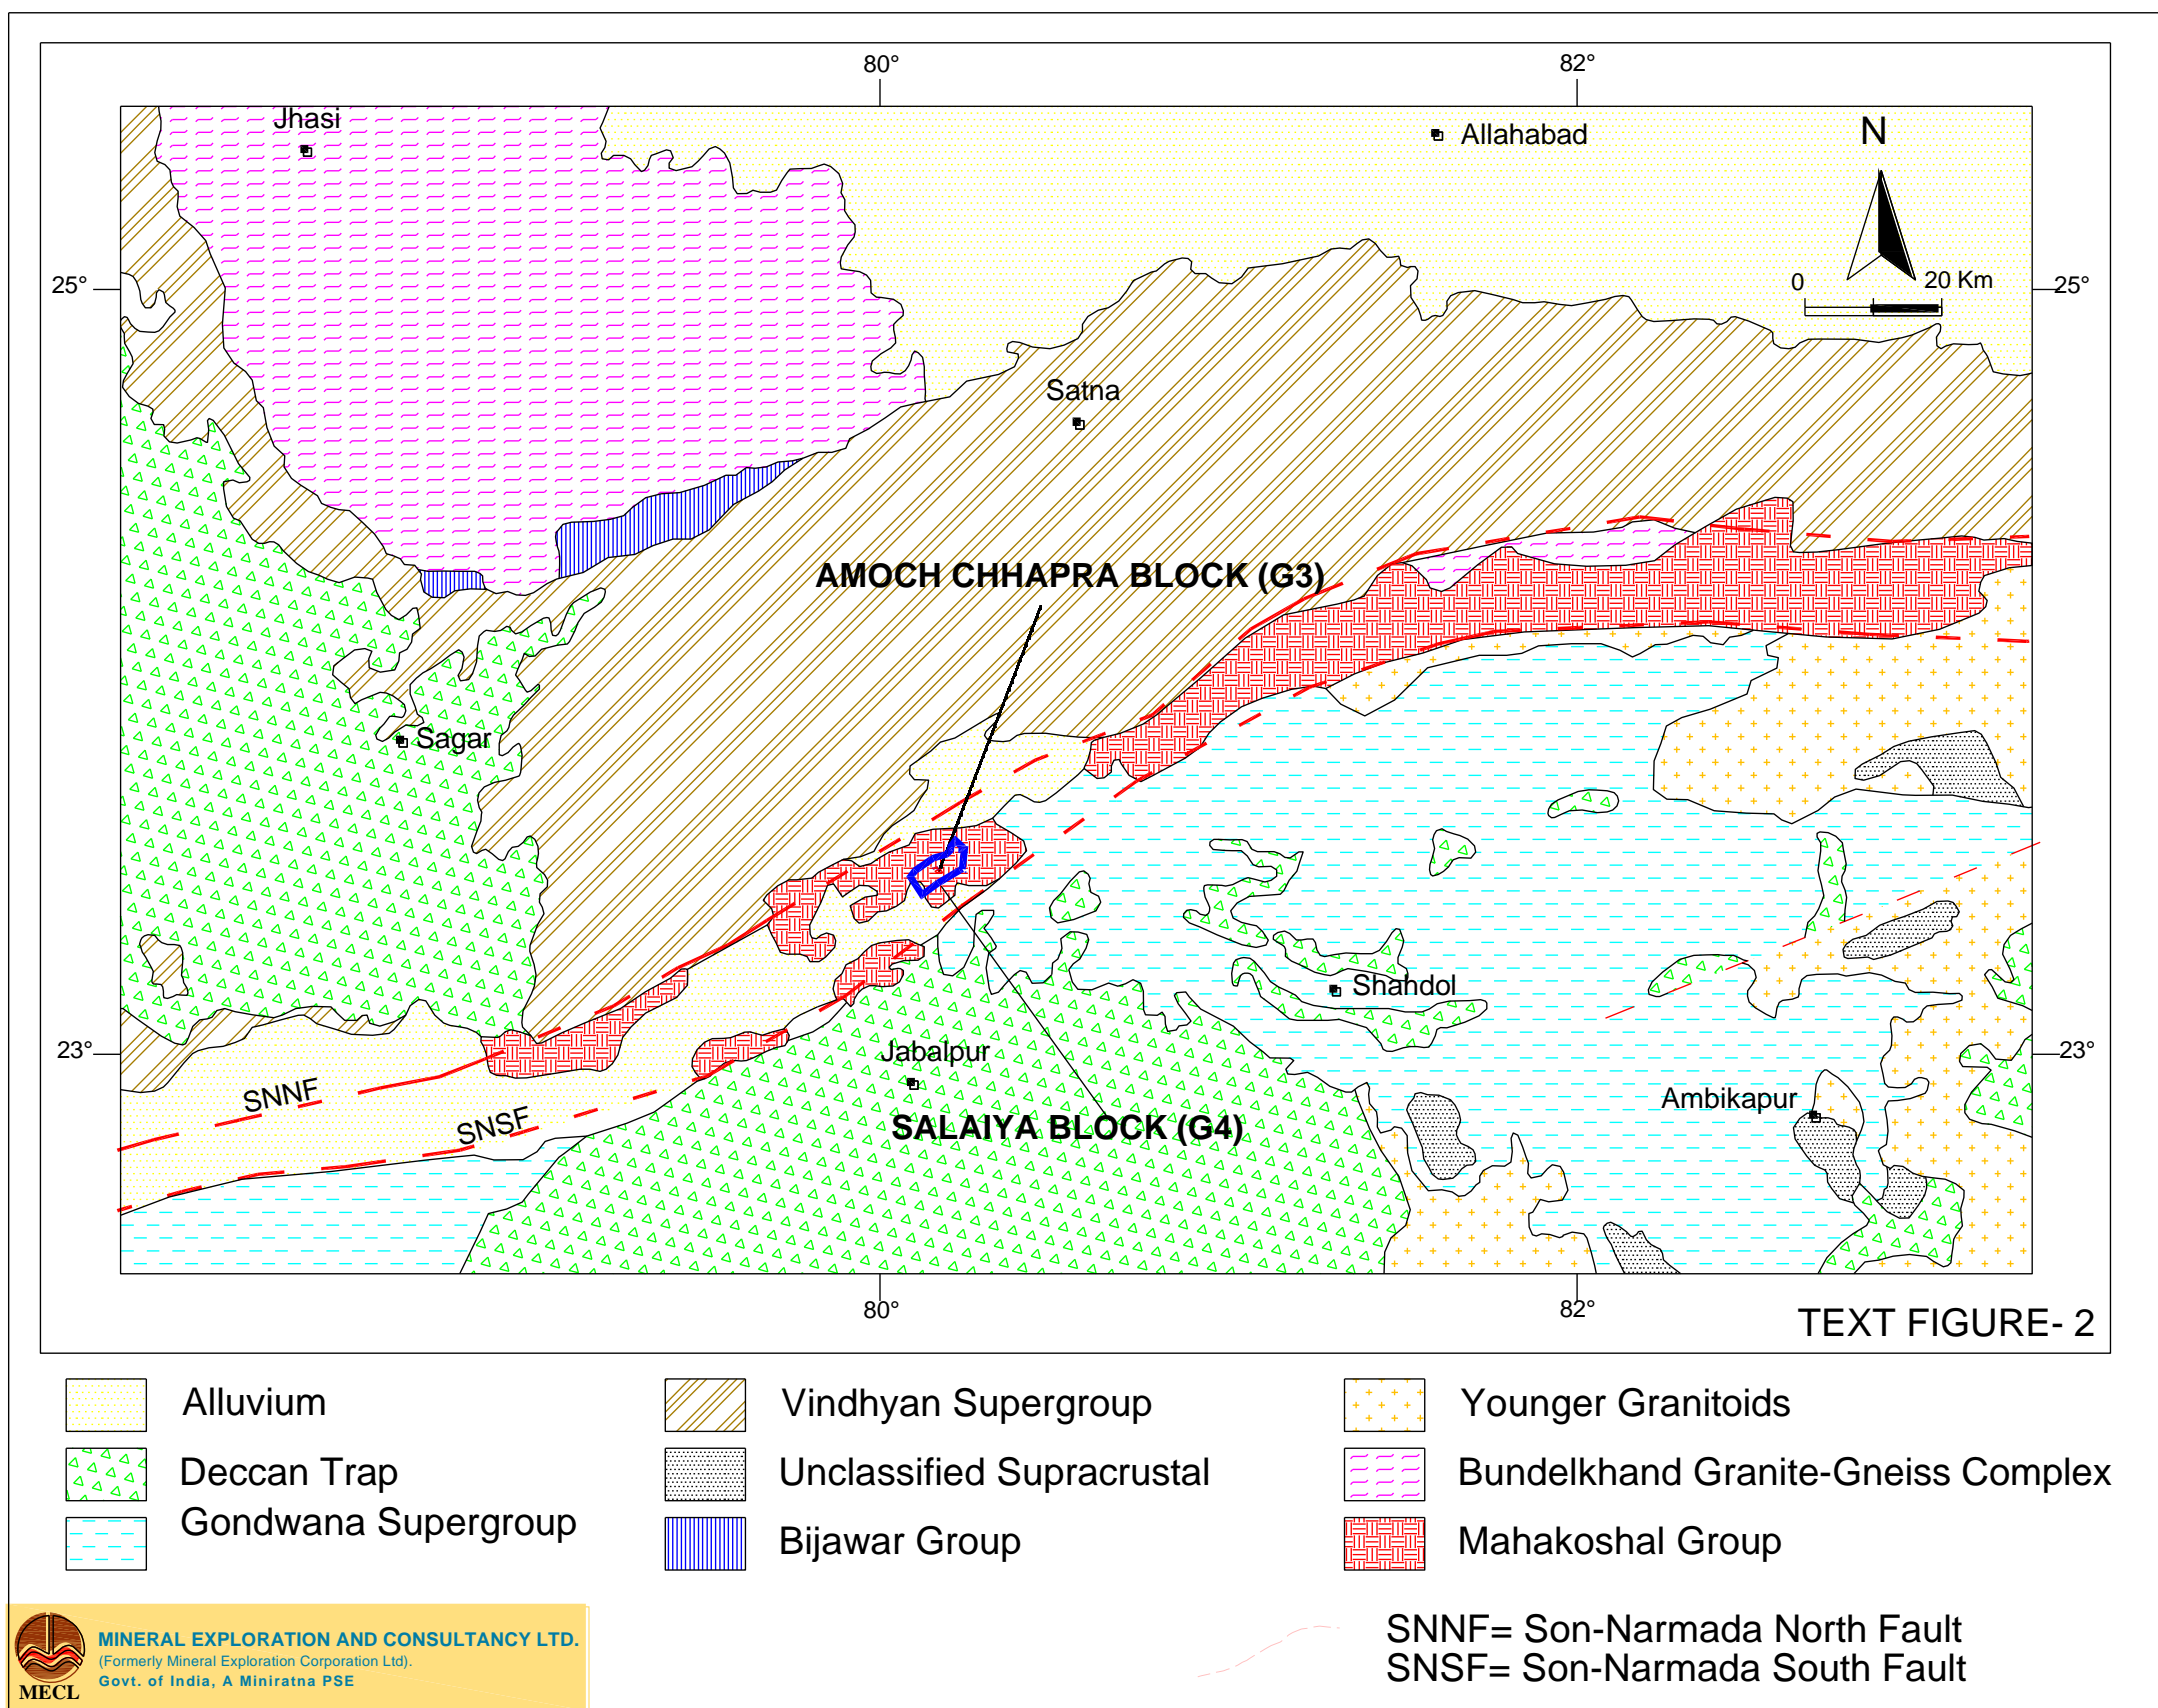 80°
82°
Jhasi
Allahabad
N
25°
0
20 Km
25°
Satna
AMOCH CHHAPRA BLOCK (G3)
Sagar
Shahdol
23°
Jabalpur
23°
SNNF
Ambikapur
SNSF
SALAIYA BLOCK (G4)
80°
82°
TEXT FIGURE- 2
Alluvium
Vindhyan Supergroup
Younger Granitoids
Deccan Trap
Unclassified Supracrustal
Bundelkhand Granite-Gneiss Complex
Gondwana Supergroup
Bijawar Group
Mahakoshal Group
SNNF= Son-Narmada North Fault
SNSF= Son-Narmada South Fault
MINERAL EXPLORATION AND CONSULTANCY LTD.
(Formerly Mineral Exploration Corporation Ltd).
Govt. of India, A Miniratna PSE
MECL